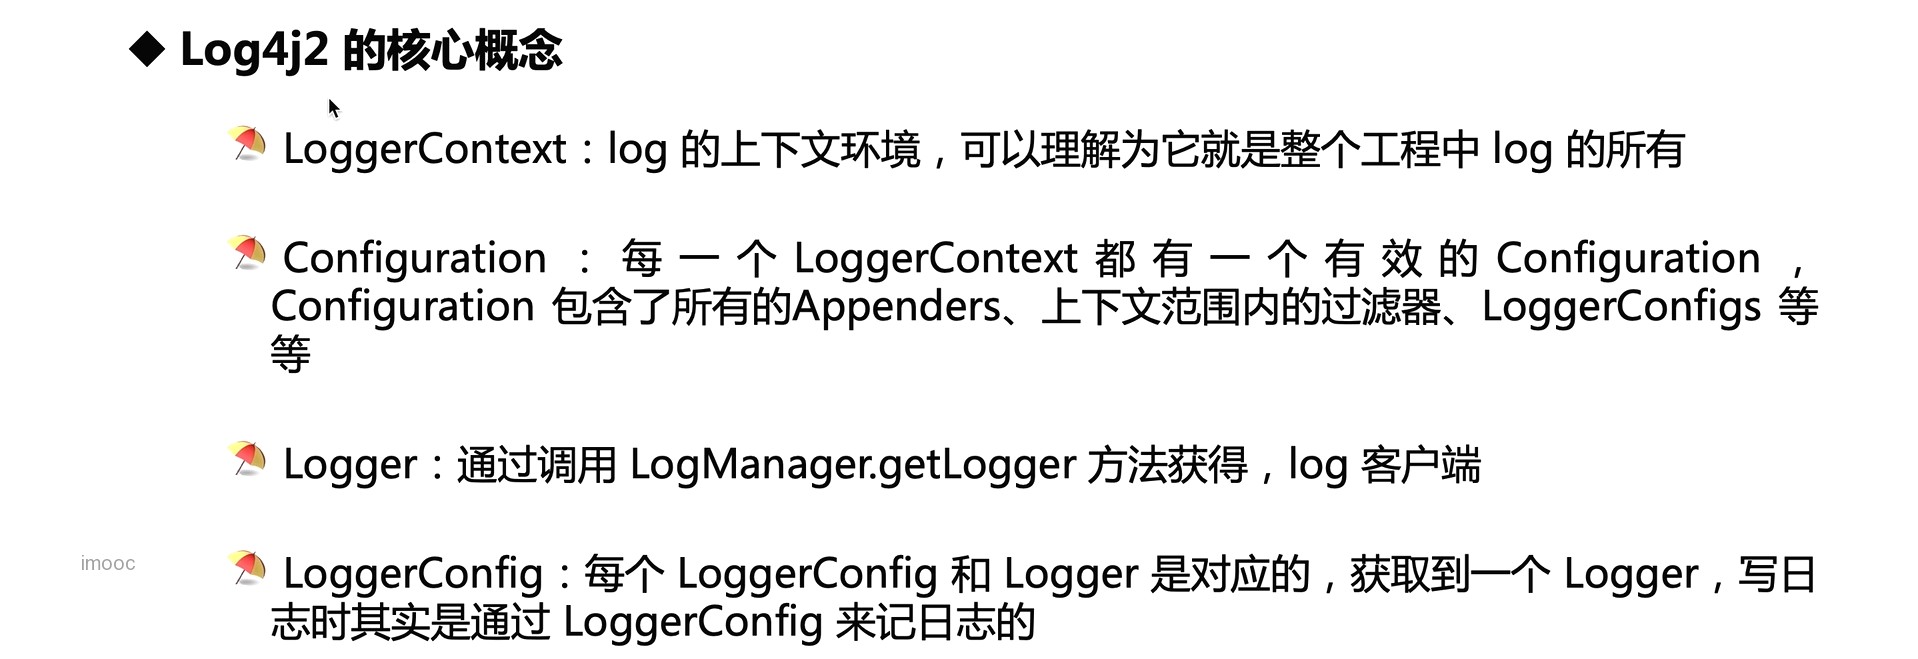 ◆ Log4j2 的核心概念
LoggerContext：log 的上下文环境，可以理解为它就是整个工程中 log 的所有
Configuration ： 每 一 个 LoggerContext 都 有 一 个 有 效 的 Configuration ，
Configuration 包含了所有的Appenders、上下文范围内的过滤器、LoggerConfigs 等
等
Logger：通过调用 LogManager.getLogger 方法获得，log 客户端
LoggerConfig：每个 LoggerConfig 和 Logger 是对应的，获取到一个 Logger，写日
志时其实是通过 LoggerConfig 来记日志的
imooc